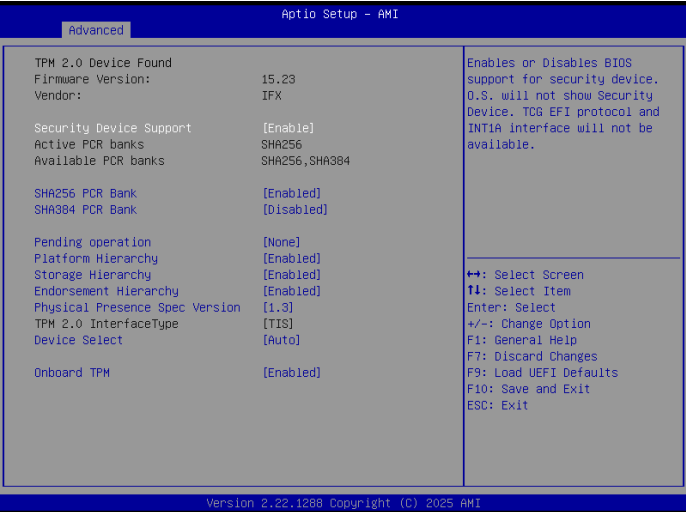 Aptio Setup - AMI
Advanced
TPM 2.0 Device Found
Firmware Version: 15.23
Vendor: IFX
Security Device Support [Enable]
Active PCR banks SHA256
Available PCR banks SHA256,SHA384
SHA256 PCR Bank [Enabled]
SHA384 PCR Bank [Disabled]
Pending operation [None]
Platform Hierarchy [Enabled]
Storage Hierarchy [Enabled]
Endorsement Hierarchy [Enabled]
Physical Presence Spec Version [1.3]
TPM 2.0 InterfaceType [TIS]
Device Select [Auto]
Onboard TPM [Enabled]
Enables or Disables BIOS
support for security device.
O.S. will not show Security
Device. TCG EFI protocol and
INT1A interface will not be
available.
↔: Select Screen
↑↓: Select Item
Enter: Select
+/-: Change Option
F1: General Help
F7: Discard Changes
F9: Load UEFI Defaults
F10: Save and Exit
ESC: Exit
Version 2.22.1288 Copyright (C) 2025 AMI